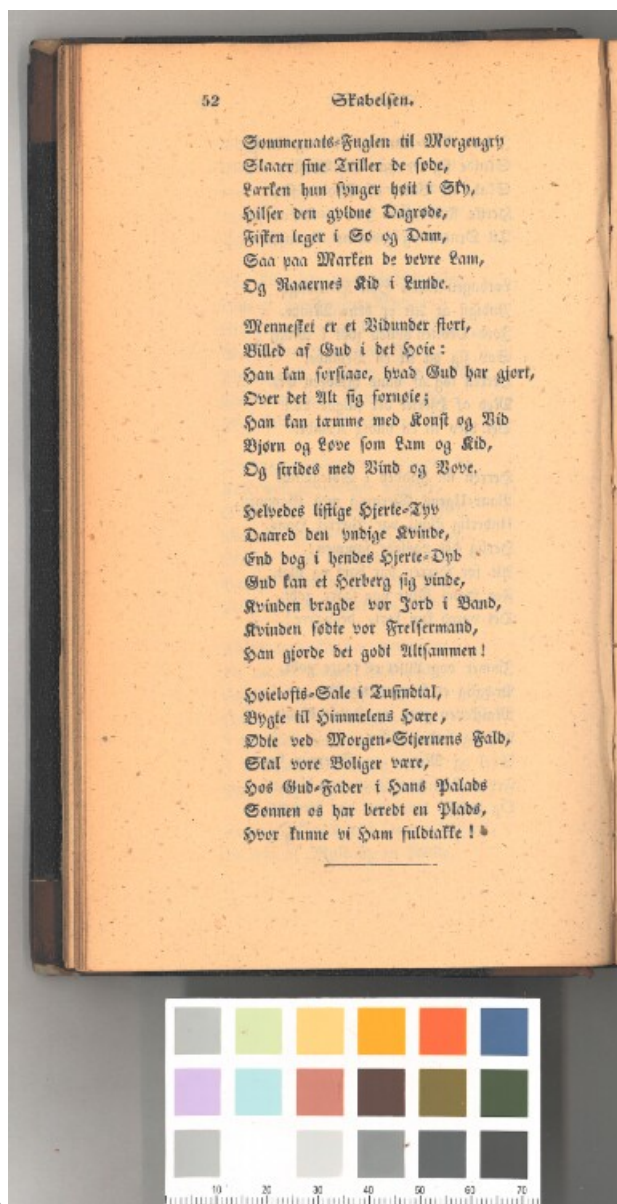 52 Skabelsen.
Sommernats-Fuglen til Morgengry
Slaaer sine Triller de søde,
Lærken hun synger høit i Sky,
Hilser den gyldne Dagrøde,
Fisken leger i Sø og Dam,
Saa paa Marken de vevre Lam,
Og Raaernes Kid i Lunde.
Mennesket er et Vidunder stort,
Billed af Gud i det Høie:
Han kan forstaae, hvad Gud har gjort,
Over det Alt sig fornøie;
Han kan tæmme med Konst og Vid
Bjørn og Løve som Lam og Kid,
Og strides med Vind og Vove.
Helvedes listige Hjerte-Tyv
Daared den yndige Kvinde,
End dog i hendes Hjerte-Dyb
Gud kan et Herberg sig vinde,
Kvinden bragde vor Jord i Band,
Kvinden fødte vor Frelsermand,
Han gjorde det godt Altsammen!
Høielofts-Sale i Tusindtal,
Bygte til Himmelens Hære,
Ødte ved Morgen-Stjernens Fald,
Skal vore Boliger være,
Hos Gud-Fader i Hans Palads
Sønnen os har beredt en Plads,
Hvor kunne vi Ham fuldtakke!
10 20 30 40 50 60 70